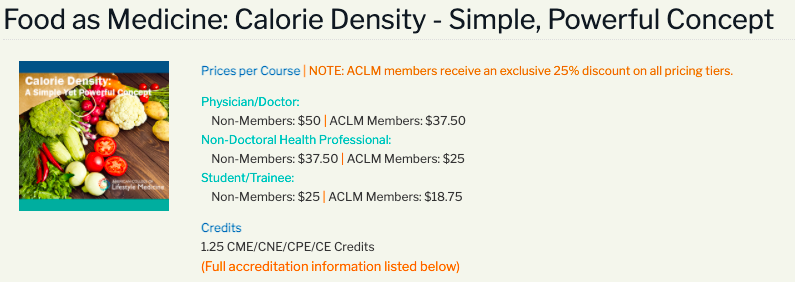 Food as Medicine: Calorie Density - Simple, Powerful Concept
Calorie Density:
A Simple Yet Powerful Concept
Lifestyle Medicine
Prices per Course | NOTE: ACLM members receive an exclusive 25% discount on all pricing tiers.
Physician/Doctor:
Non-Members: $50 | ACLM Members: $37.50
Non-Doctoral Health Professional:
Non-Members: $37.50 | ACLM Members: $25
Student/Trainee:
Non-Members: $25 | ACLM Members: $18.75
Credits
1.25 CME/CNE/CPE/CE Credits
(Full accreditation information listed below)